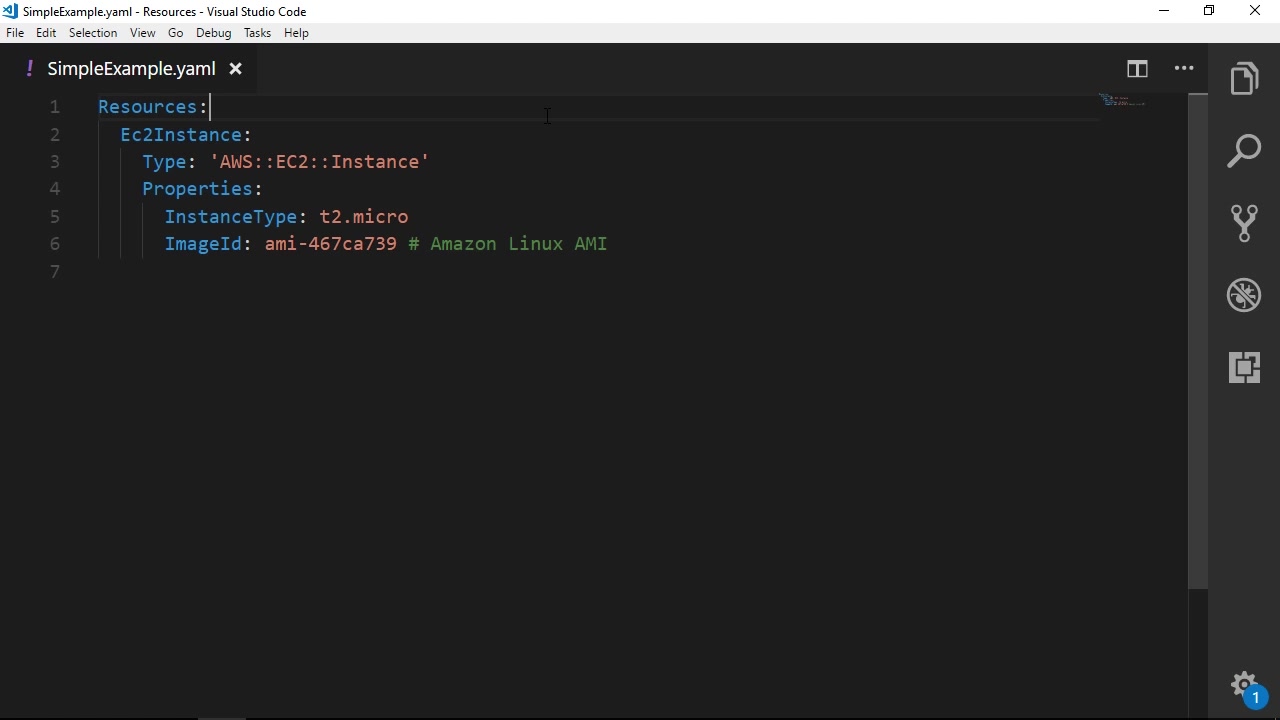 SimpleExample.yaml - Resources - Visual Studio Code
File Edit Selection View Go Debug Tasks Help
! SimpleExample.yaml ×
1 Resources:
2 Ec2Instance:
3 Type: 'AWS::EC2::Instance'
4 Properties:
5 InstanceType: t2.micro
6 ImageId: ami-467ca739 # Amazon Linux AMI
7
1